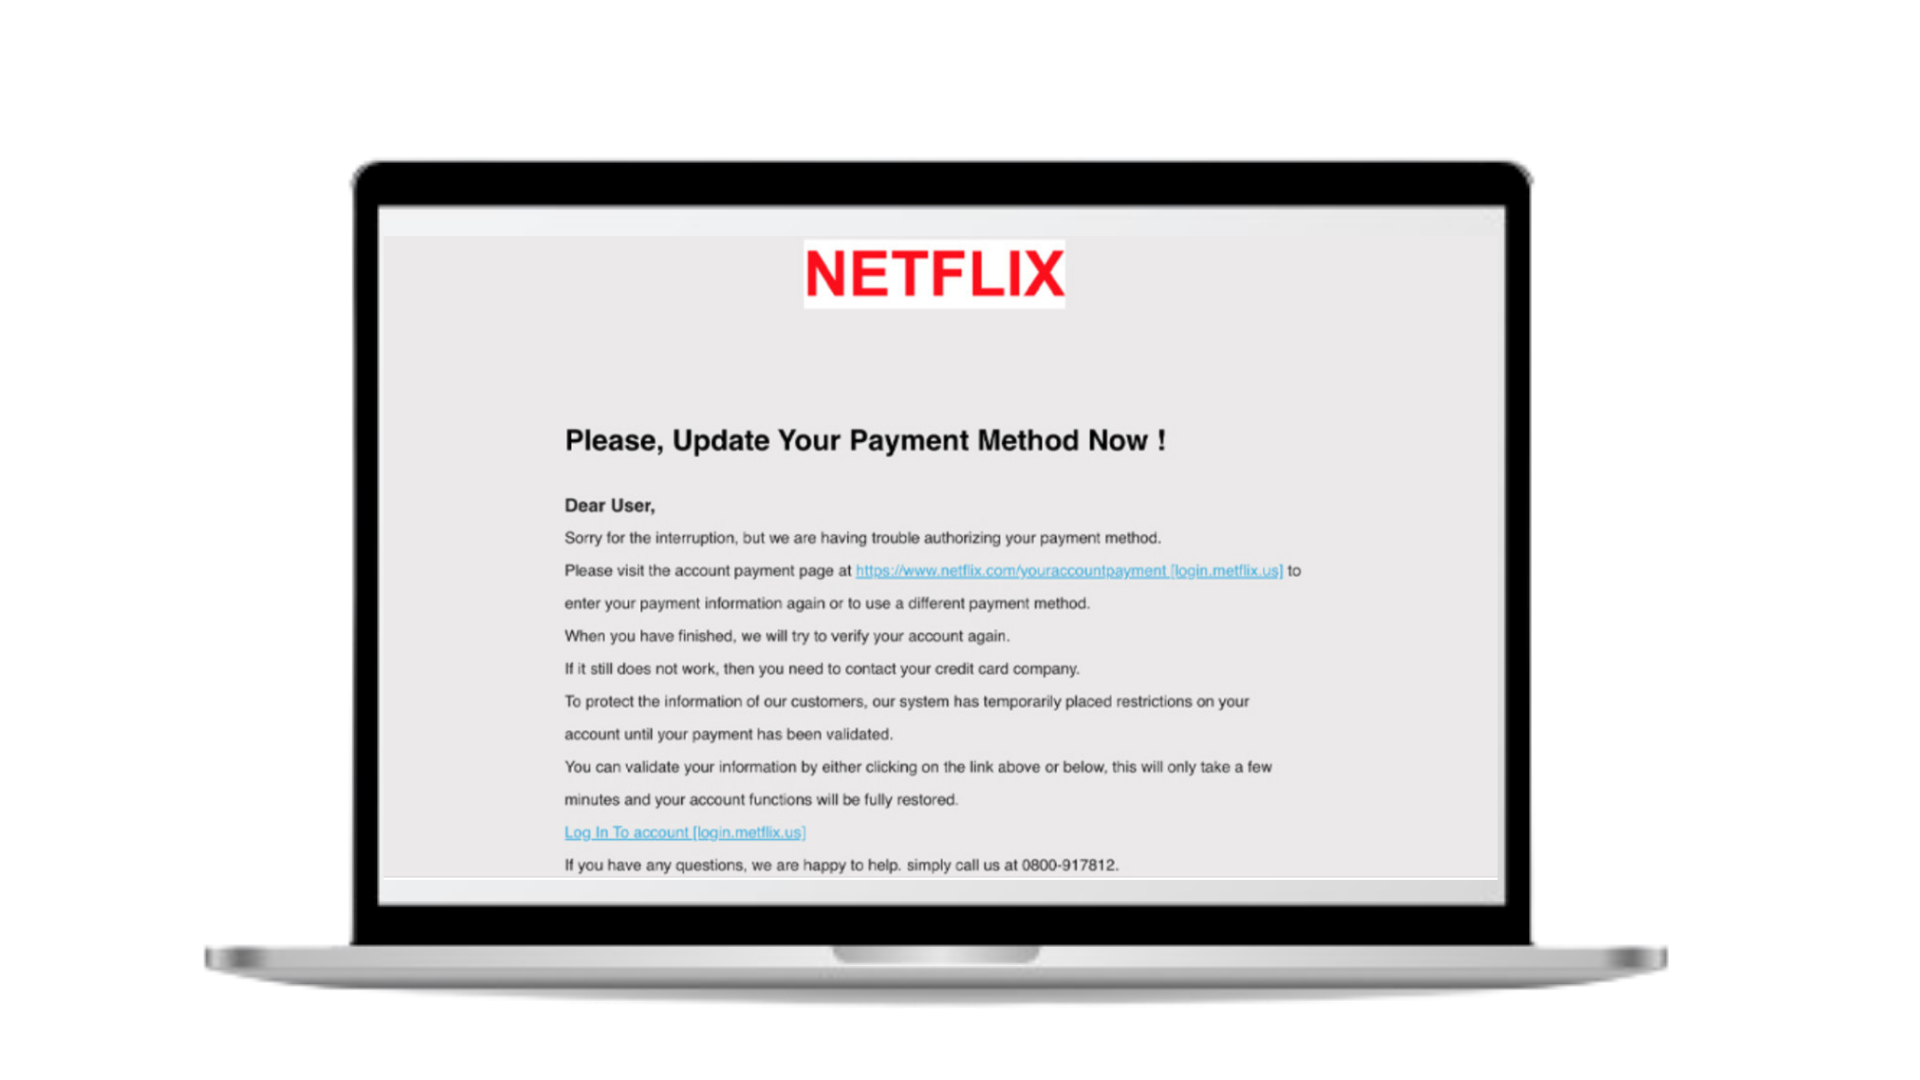 NETFLIX
Please, Update Your Payment Method Now !
Dear User,
Sorry for the interruption, but we are having trouble authorizing your payment method.
Please visit the account payment page at https://www.netflix.com/youraccountpayment [login.metflix.us] to
enter your payment information again or to use a different payment method.
When you have finished, we will try to verify your account again.
If it still does not work, then you need to contact your credit card company.
To protect the information of our customers, our system has temporarily placed restrictions on your
account until your payment has been validated.
You can validate your information by either clicking on the link above or below, this will only take a few
minutes and your account functions will be fully restored.
Log In To account [login.metflix.us]
If you have any questions, we are happy to help. simply call us at 0800-917812.